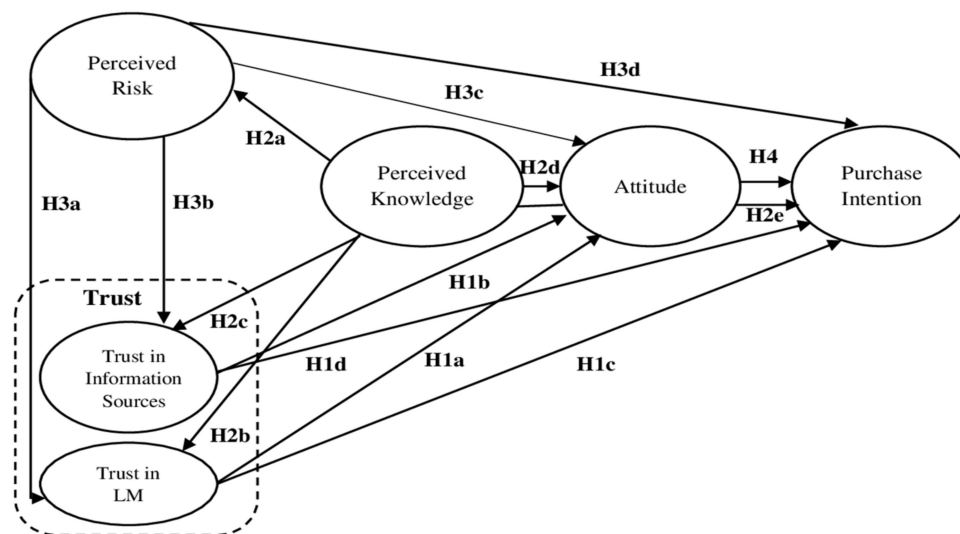 Perceived
Risk
H3d
H3c
H2a
Perceived
Knowledge
H2d
Attitude
H4
Purchase
Intention
H2e
H3a
H3b
Trust
H2c
H1b
Trust in
Information
Sources
H1d
H1a
H1c
H2b
Trust in
LM